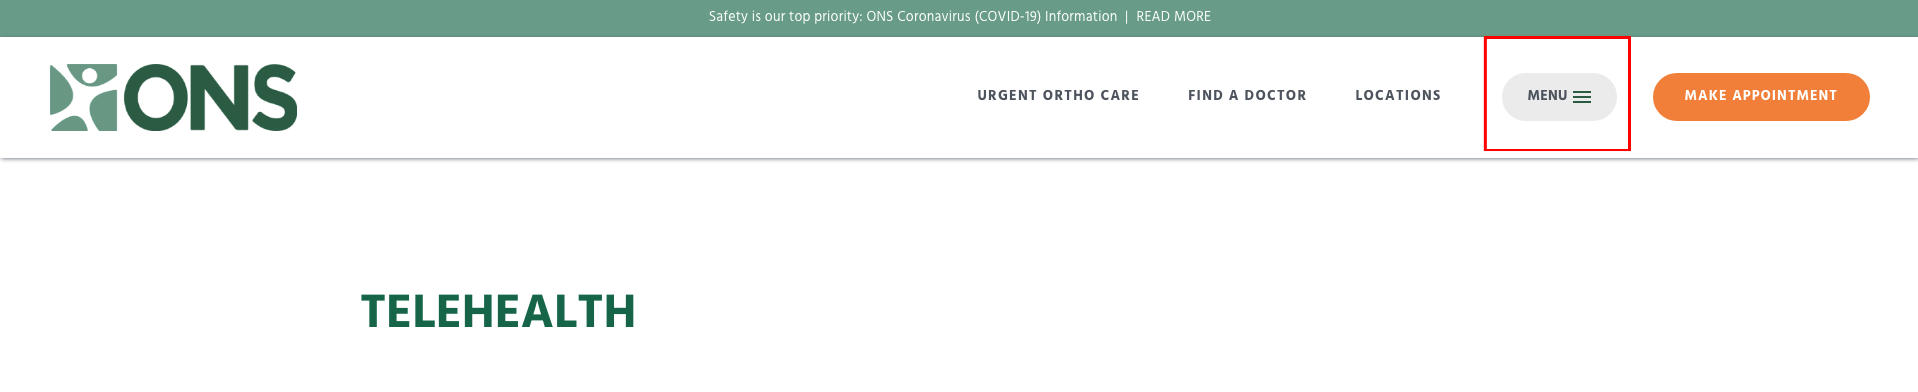 Safety is our top priority: ONS Coronavirus (COVID-19) Information | READ MORE
ONS
URGENT ORTHO CARE
FIND A DOCTOR
LOCATIONS
MENU
MAKE APPOINTMENT
TELEHEALTH